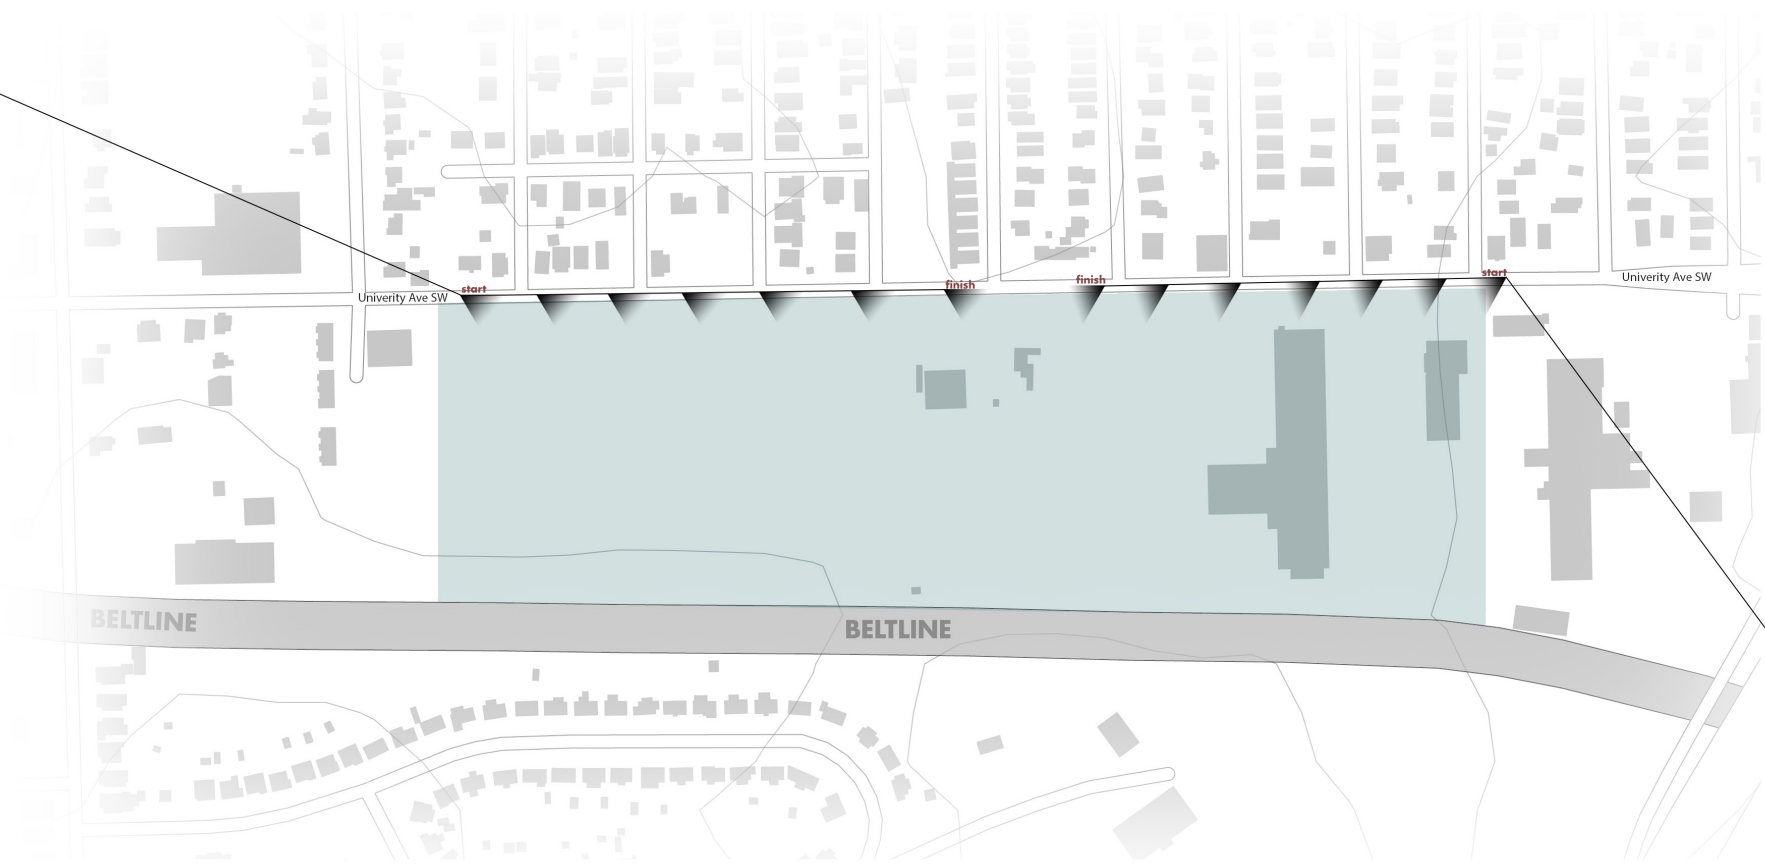 start
Univerity Ave SW
start
Univerity Ave SW
finish
finish
BELTLINE
BELTLINE